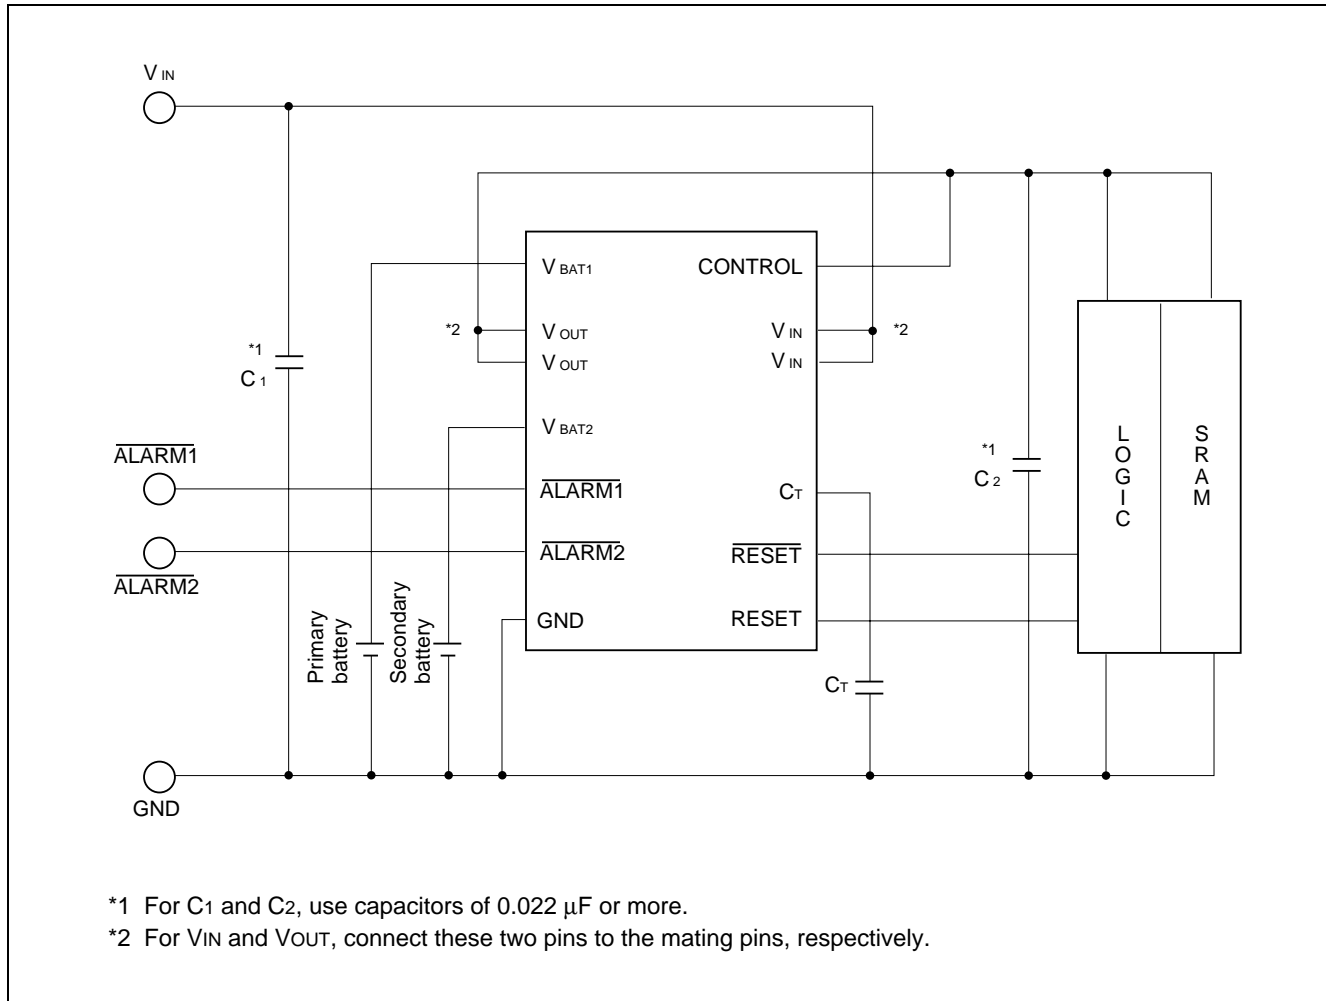 VIN
VBAT1
CONTROL
*2
VOUT
VIN
*2
VOUT
VIN
*1
C1
VBAT2
ALARM1
ALARM1
CT
*1
C2
LOGIC
SRAM
ALARM2
ALARM2
RESET
Primary battery
Secondary battery
GND
RESET
CT
GND
*1 For C1 and C2, use capacitors of 0.022 μF or more.
*2 For VIN and VOUT, connect these two pins to the mating pins, respectively.